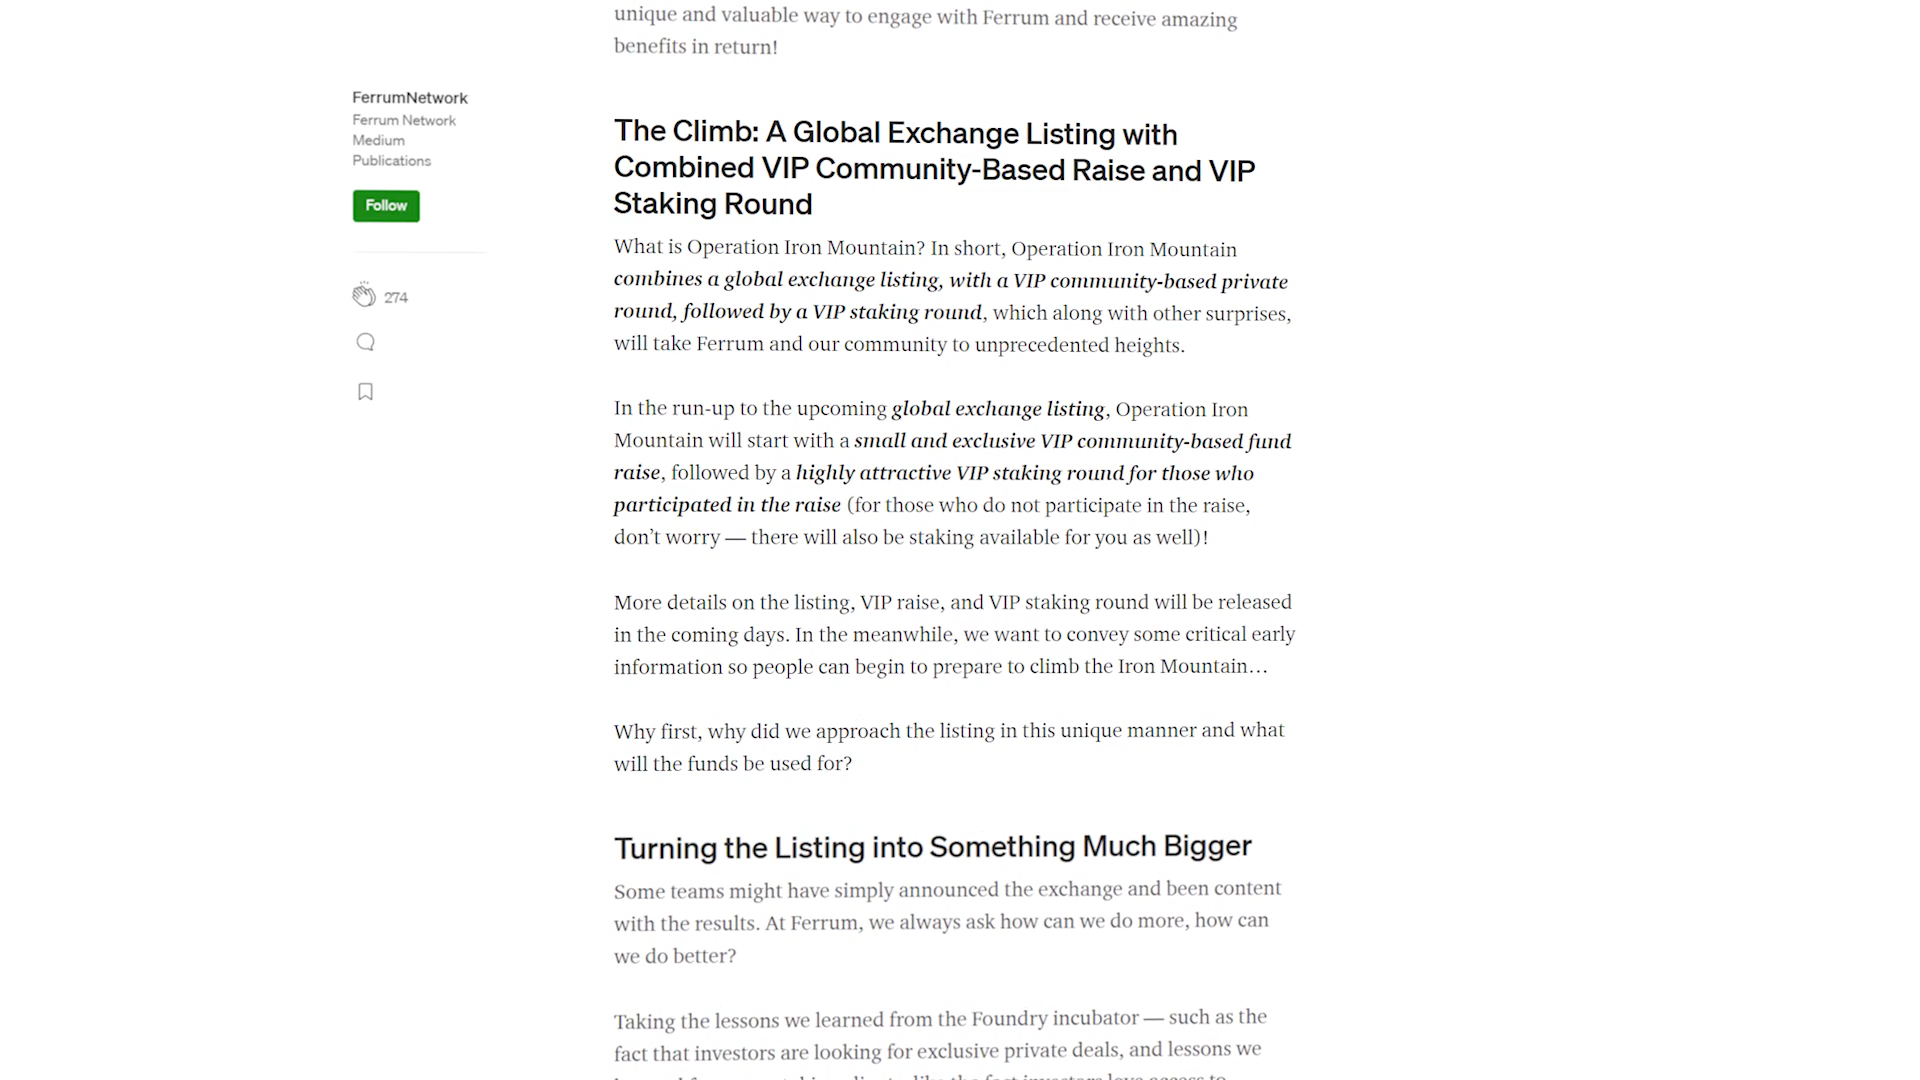 unique and valuable way to engage with Ferrum and receive amazing
benefits in return!
FerrumNetwork
Ferrum Network
Medium
Publications
Follow
274
The Climb: A Global Exchange Listing with
Combined VIP Community-Based Raise and VIP
Staking Round
What is Operation Iron Mountain? In short, Operation Iron Mountain
combines a global exchange listing, with a VIP community-based private
round, followed by a VIP staking round, which along with other surprises,
will take Ferrum and our community to unprecedented heights.
In the run-up to the upcoming global exchange listing, Operation Iron
Mountain will start with a small and exclusive VIP community-based fund
raise, followed by a highly attractive VIP staking round for those who
participated in the raise (for those who do not participate in the raise,
don’t worry — there will also be staking available for you as well)!
More details on the listing, VIP raise, and VIP staking round will be released
in the coming days. In the meanwhile, we want to convey some critical early
information so people can begin to prepare to climb the Iron Mountain…
Why first, why did we approach the listing in this unique manner and what
will the funds be used for?
Turning the Listing into Something Much Bigger
Some teams might have simply announced the exchange and been content
with the results. At Ferrum, we always ask how can we do more, how can
we do better?
Taking the lessons we learned from the Foundry incubator — such as the
fact that investors are looking for exclusive private deals, and lessons we